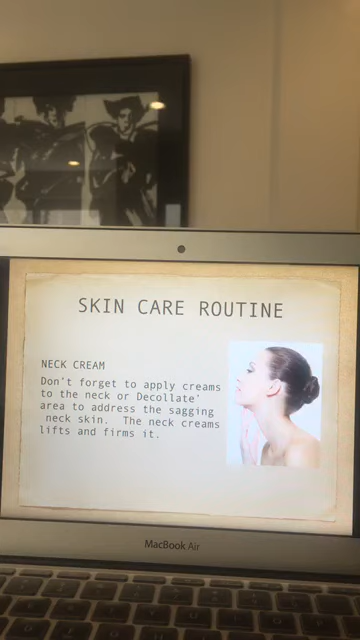 SKIN CARE ROUTINE
NECK CREAM
Don't forget to apply creams
to the neck or Decollate'
area to address the sagging
neck skin. The neck creams
lifts and firms it.
MacBook Air